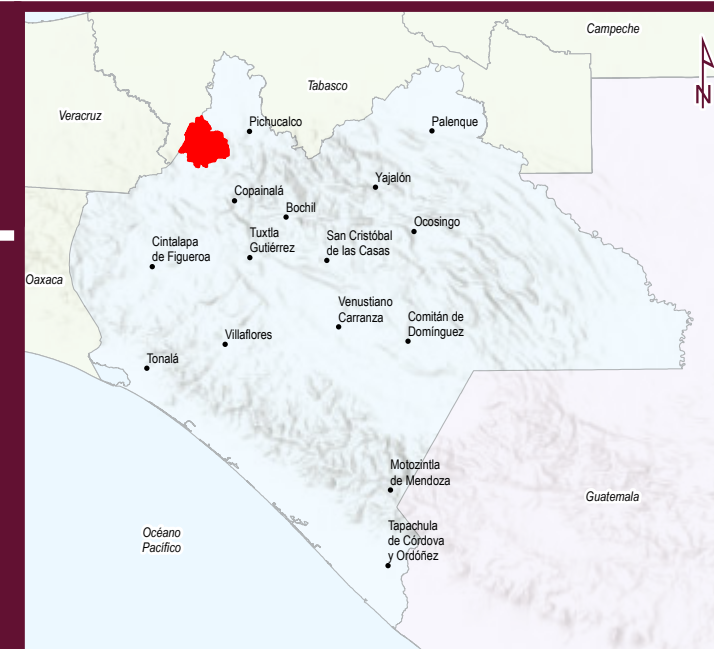 Campeche
Tabasco
N
Veracruz
Pichucalco
Palenque
Yajalón
Copainalá
Bochil
Ocosingo
Tuxtla
Gutiérrez
San Cristóbal
de las Casas
Cintalapa
de Figueroa
Oaxaca
Venustiano
Carranza
Comitán de
Domínguez
Villaflores
Tonalá
Motozintla
de Mendoza
Guatemala
Océano
Pacifico
Tapachula
de Córdova
y Ordóñez